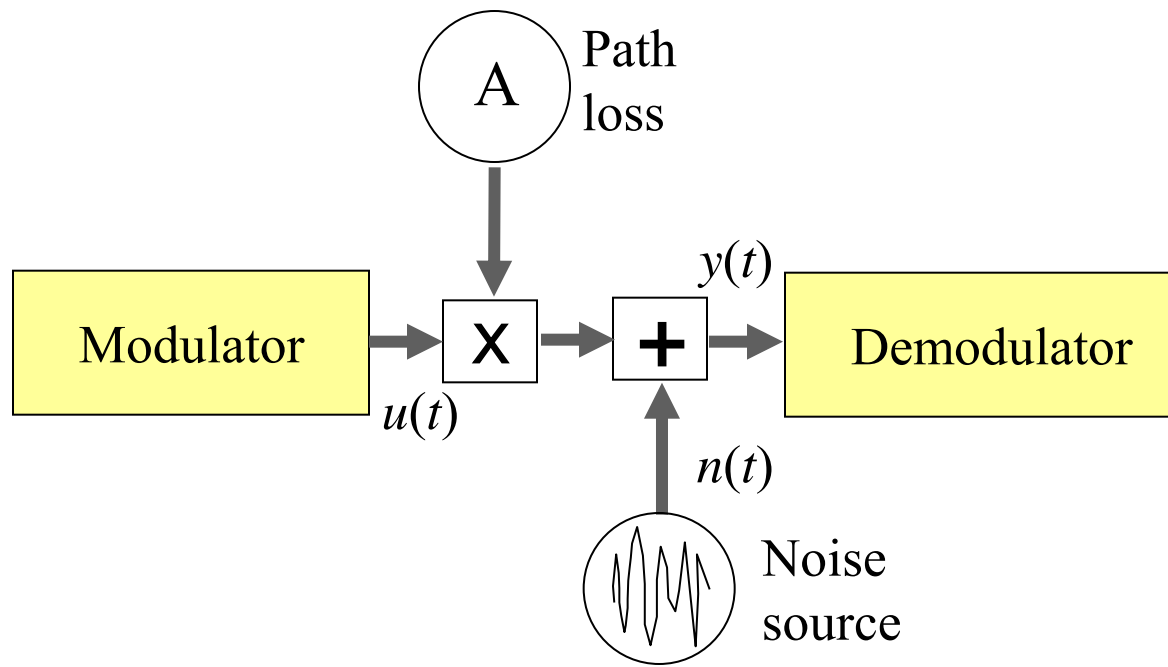 A
Path
loss
Modulator
u(t)
X
+
y(t)
Demodulator
n(t)
Noise
source